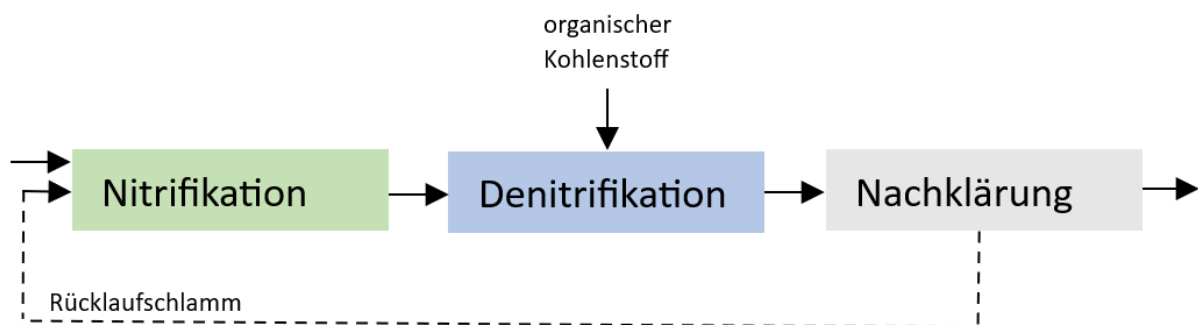 organischer
Kohlenstoff
Nitrifikation
Denitrifikation
Nachklärung
Rücklaufschlamm